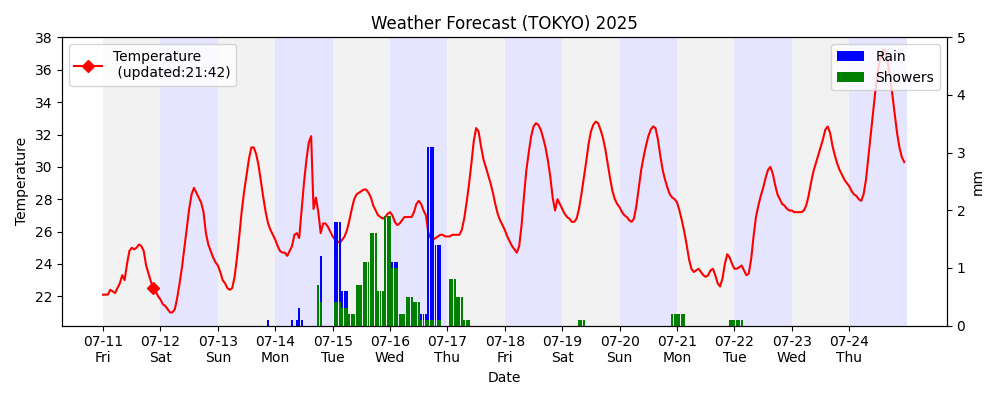 Weather Forecast (TOKYO) 2025
Temperature
(updated:21:42)
Rain
Showers
38
36
34
32
30
28
26
24
22
Temperature
5
4
3
2
1
0
mm
07-11 07-12 07-13 07-14 07-15 07-16 07-17 07-18 07-19 07-20 07-21 07-22 07-23 07-24
Fri Sat Sun Mon Tue Wed Thu Fri Sat Sun Mon Tue Wed Thu
Date